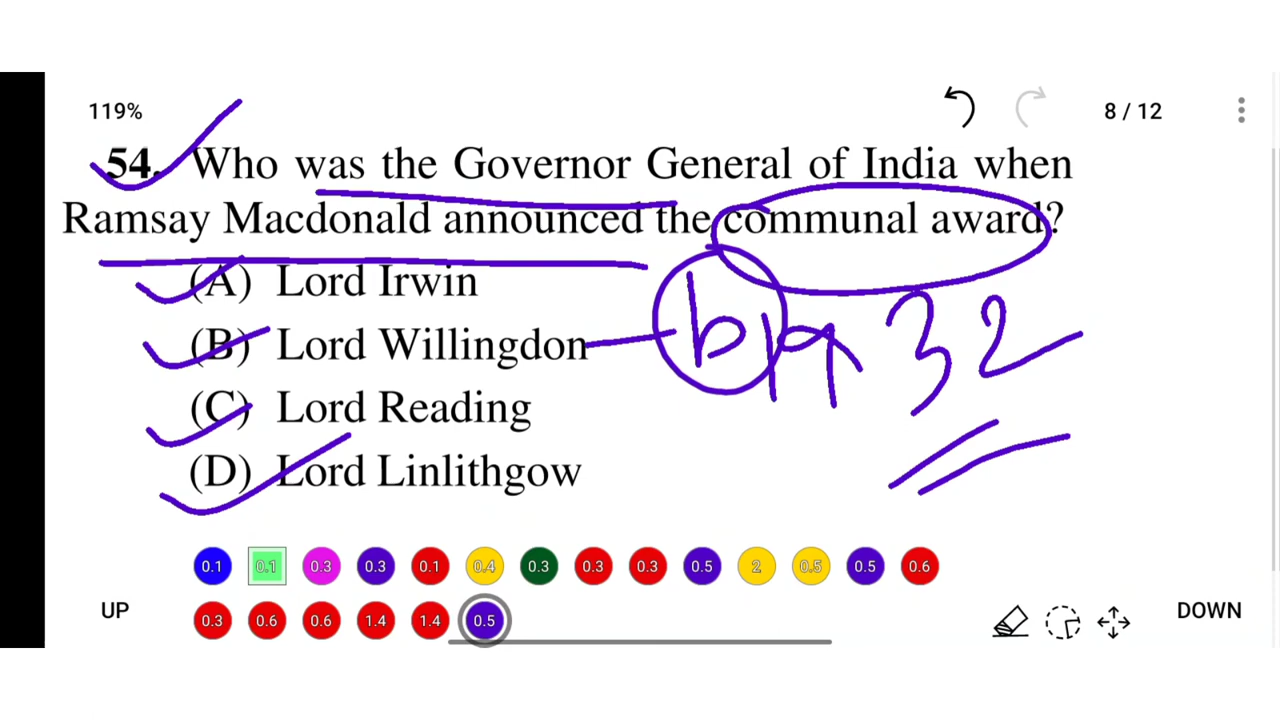 119%
8 / 12
54. Who was the Governor General of India when
Ramsay Macdonald announced the communal award?
(A) Lord Irwin
(B) Lord Willingdon
b 1932
(C) Lord Reading
(D) Lord Linlithgow
0.1 0.1 0.3 0.3 0.1 0.4 0.3 0.3 0.3 0.5 2 0.5 0.5 0.6
UP
0.3 0.6 0.6 1.4 1.4 0.5
DOWN